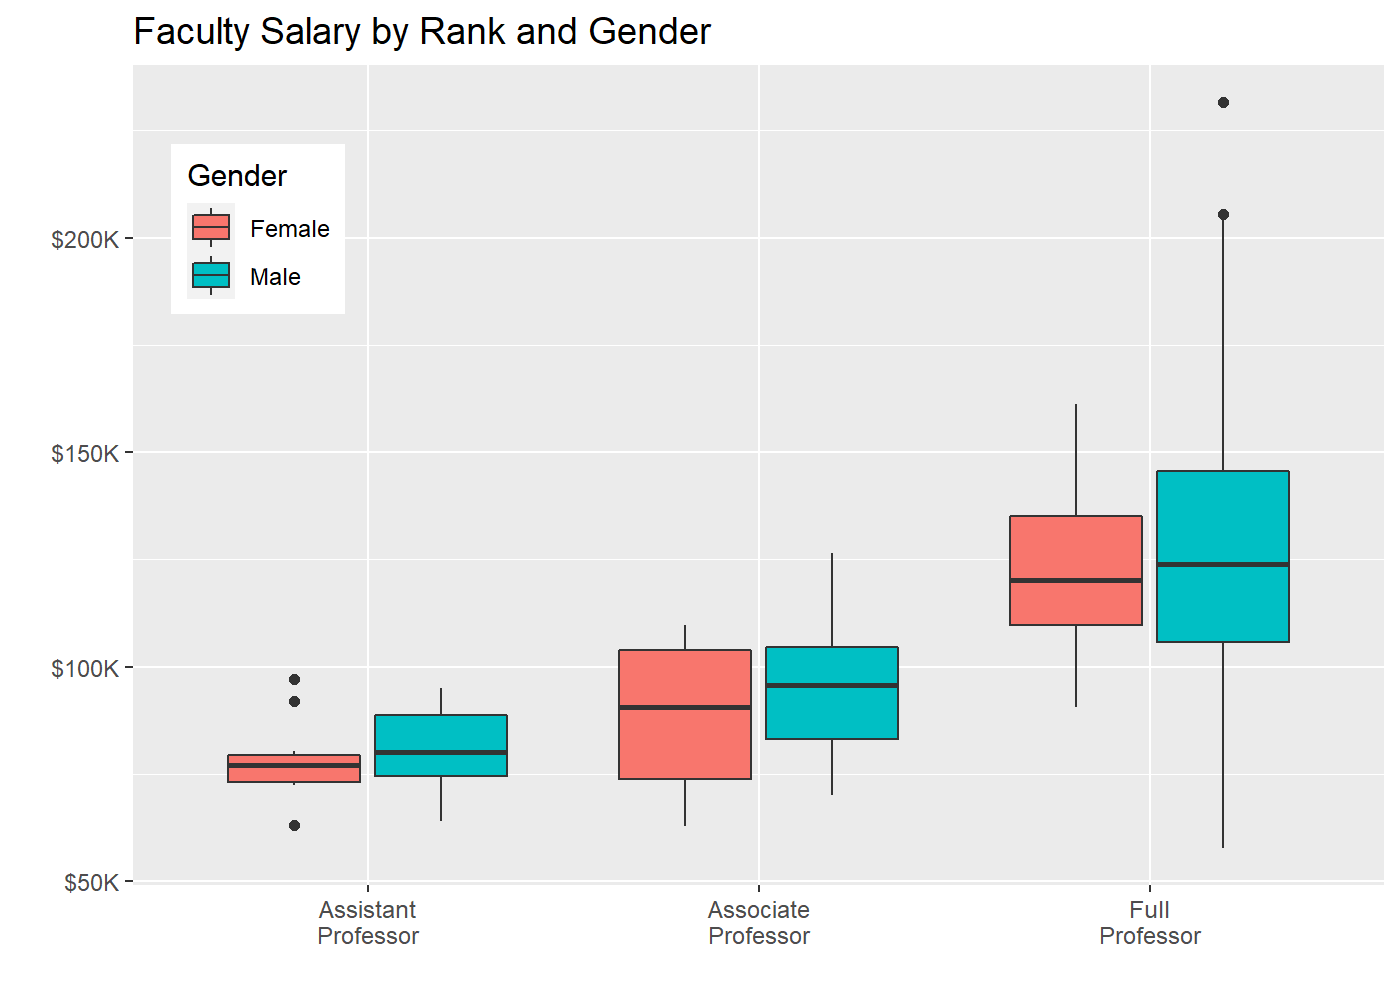 Faculty Salary by Rank and Gender
Gender
Female
Male
$200K
$150K
$100K
$50K
Assistant
Professor
Associate
Professor
Full
Professor